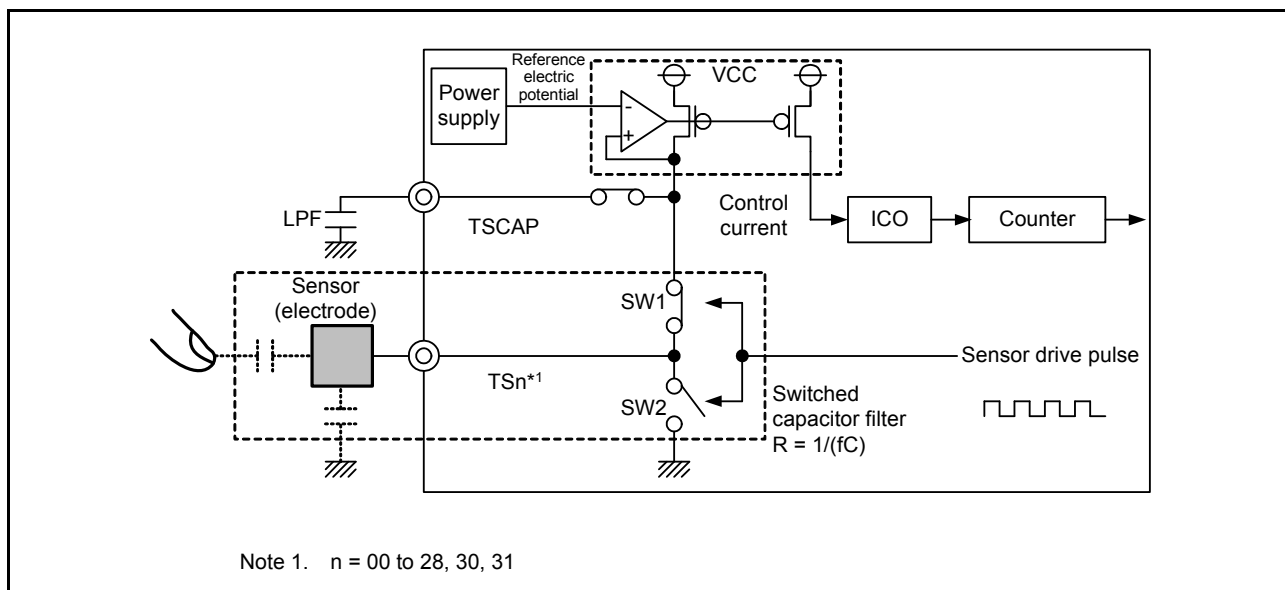 Reference
electric
potential
VCC
Power
supply
-
+
LPF
TSCAP
Control
current
ICO
Counter
Sensor
(electrode)
SW1
TSn*1
SW2
Sensor drive pulse
Switched
capacitor filter
R = 1/(fC)
Note 1. n = 00 to 28, 30, 31